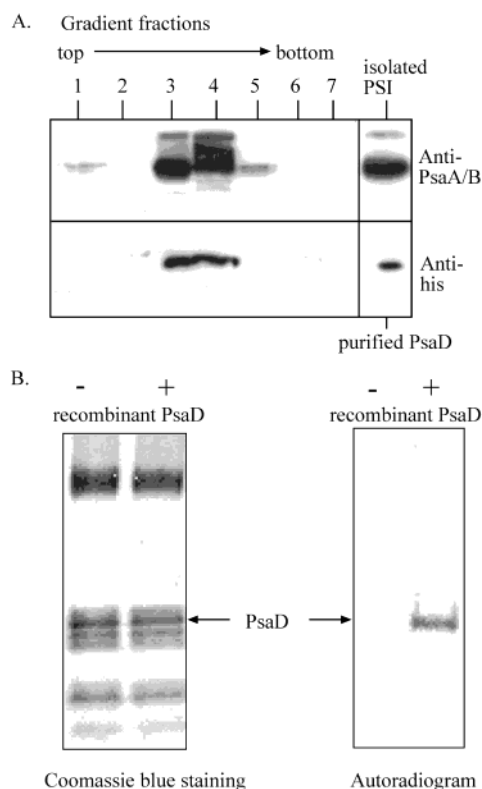 A.
Gradient fractions
top bottom
isolated
PSI
1 2 3 4 5 6 7
Anti-
PsaA/B
Anti-
his
purified PsaD
B.
- + - +
recombinant PsaD recombinant PsaD
PsaD
Coomassie blue staining Autoradiogram